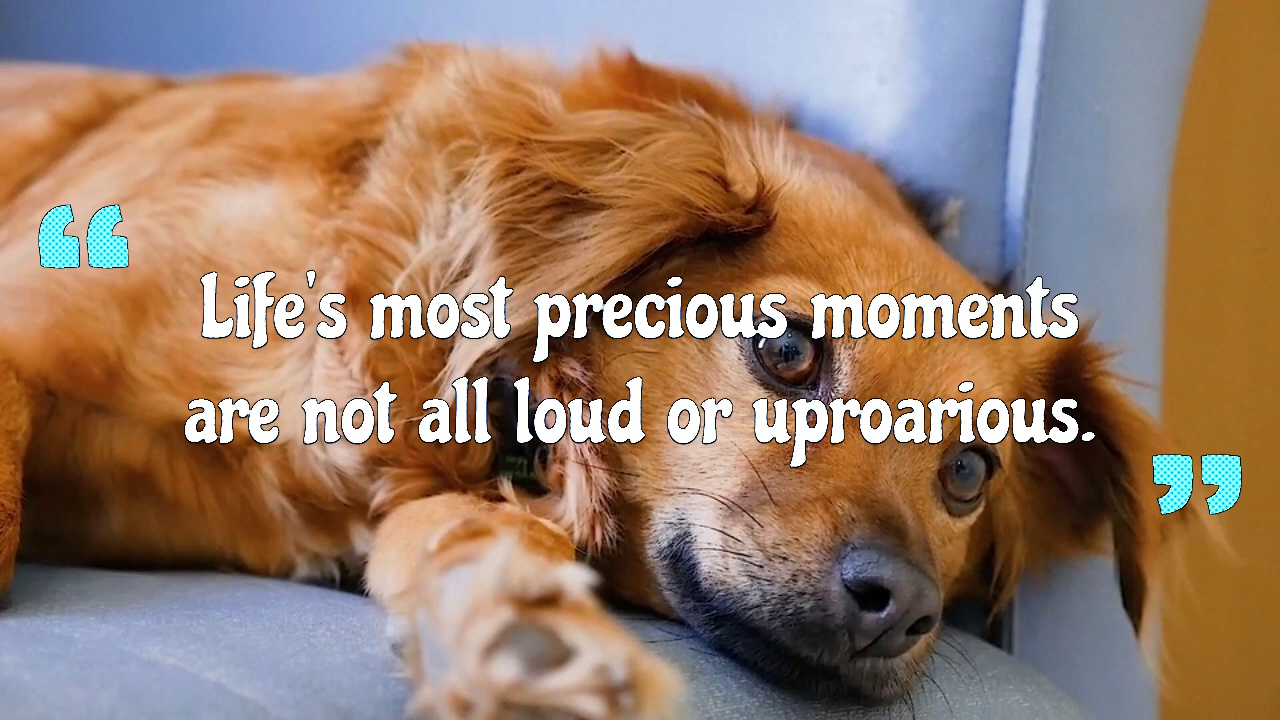 “
Life's most precious moments
are not all loud or uproarious.
”